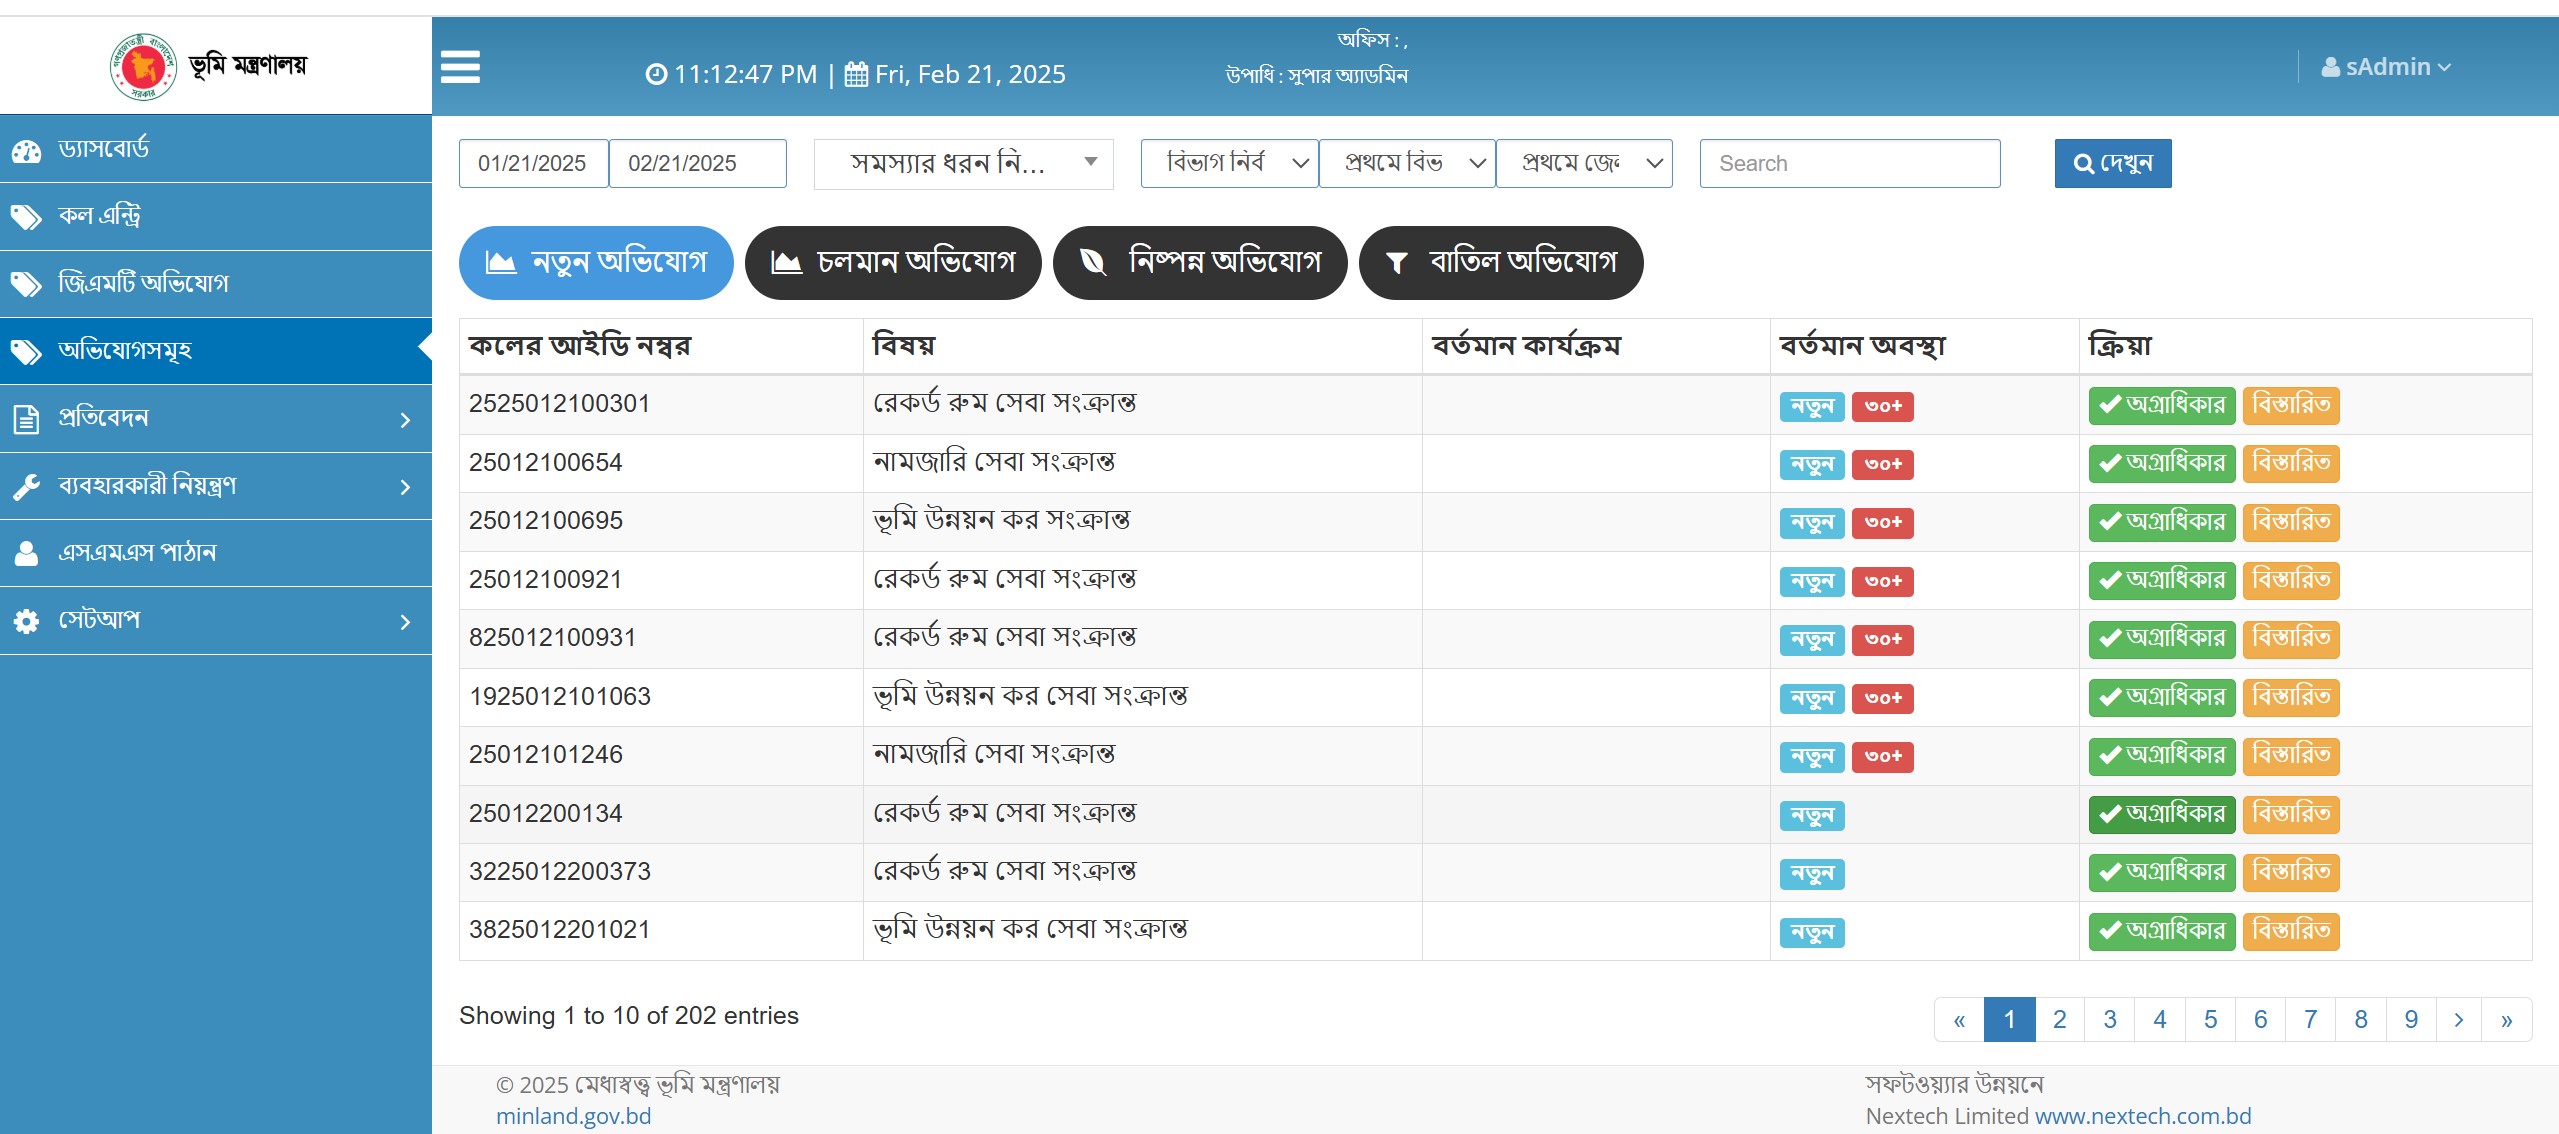 গণপ্রজাতন্ত্রী বাংলাদেশ
সরকার
ভূমি মন্ত্রণালয়
11:12:47 PM | Fri, Feb 21, 2025
অফিস : ,
উপাধি : সুপার অ্যাডমিন
sAdmin
ড্যাসবোর্ড
কল এন্ট্রি
জিএমটি অভিযোগ
অভিযোগসমূহ
প্রতিবেদন
ব্যবহারকারী নিয়ন্ত্রণ
এসএমএস পাঠান
সেটআপ
01/21/2025 02/21/2025 সমস্যার ধরন নি... বিভাগ নির্ব প্রথমে বিভ প্রথমে জে Search দেখুন
নতুন অভিযোগ চলমান অভিযোগ নিষ্পন্ন অভিযোগ বাতিল অভিযোগ
কলের আইডি নম্বর বিষয় বর্তমান কার্যক্রম বর্তমান অবস্থা ক্রিয়া
2525012100301 রেকর্ড রুম সেবা সংক্রান্ত নতুন ৩০+ অগ্রাধিকার বিস্তারিত
25012100654 নামজারি সেবা সংক্রান্ত নতুন ৩০+ অগ্রাধিকার বিস্তারিত
25012100695 ভূমি উন্নয়ন কর সংক্রান্ত নতুন ৩০+ অগ্রাধিকার বিস্তারিত
25012100921 রেকর্ড রুম সেবা সংক্রান্ত নতুন ৩০+ অগ্রাধিকার বিস্তারিত
825012100931 রেকর্ড রুম সেবা সংক্রান্ত নতুন ৩০+ অগ্রাধিকার বিস্তারিত
1925012101063 ভূমি উন্নয়ন কর সেবা সংক্রান্ত নতুন ৩০+ অগ্রাধিকার বিস্তারিত
25012101246 নামজারি সেবা সংক্রান্ত নতুন ৩০+ অগ্রাধিকার বিস্তারিত
25012200134 রেকর্ড রুম সেবা সংক্রান্ত নতুন অগ্রাধিকার বিস্তারিত
3225012200373 রেকর্ড রুম সেবা সংক্রান্ত নতুন অগ্রাধিকার বিস্তারিত
3825012201021 ভূমি উন্নয়ন কর সেবা সংক্রান্ত নতুন অগ্রাধিকার বিস্তারিত
Showing 1 to 10 of 202 entries
« 1 2 3 4 5 6 7 8 9 › »
© 2025 মেধাস্বত্ত্ব ভূমি মন্ত্রণালয়
minland.gov.bd
সফটওয়্যার উন্নয়নে
Nextech Limited www.nextech.com.bd